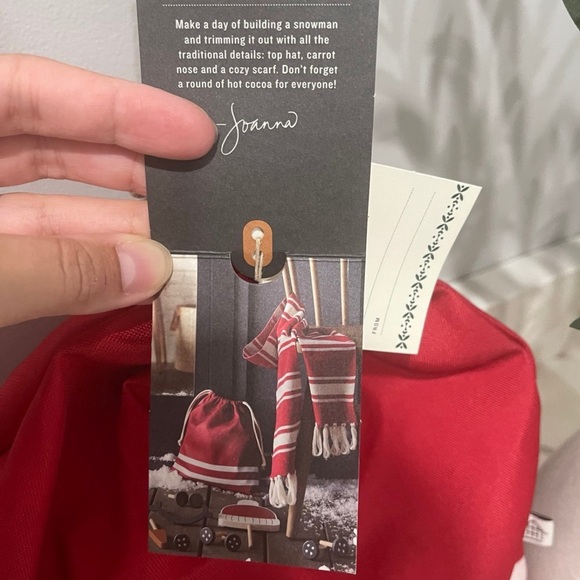 Make a day of building a snowman
and trimming it out with all the
traditional details: top hat, carrot
nose and a cozy scarf. Don't forget
a round of hot cocoa for everyone!
-Joanna
FROM